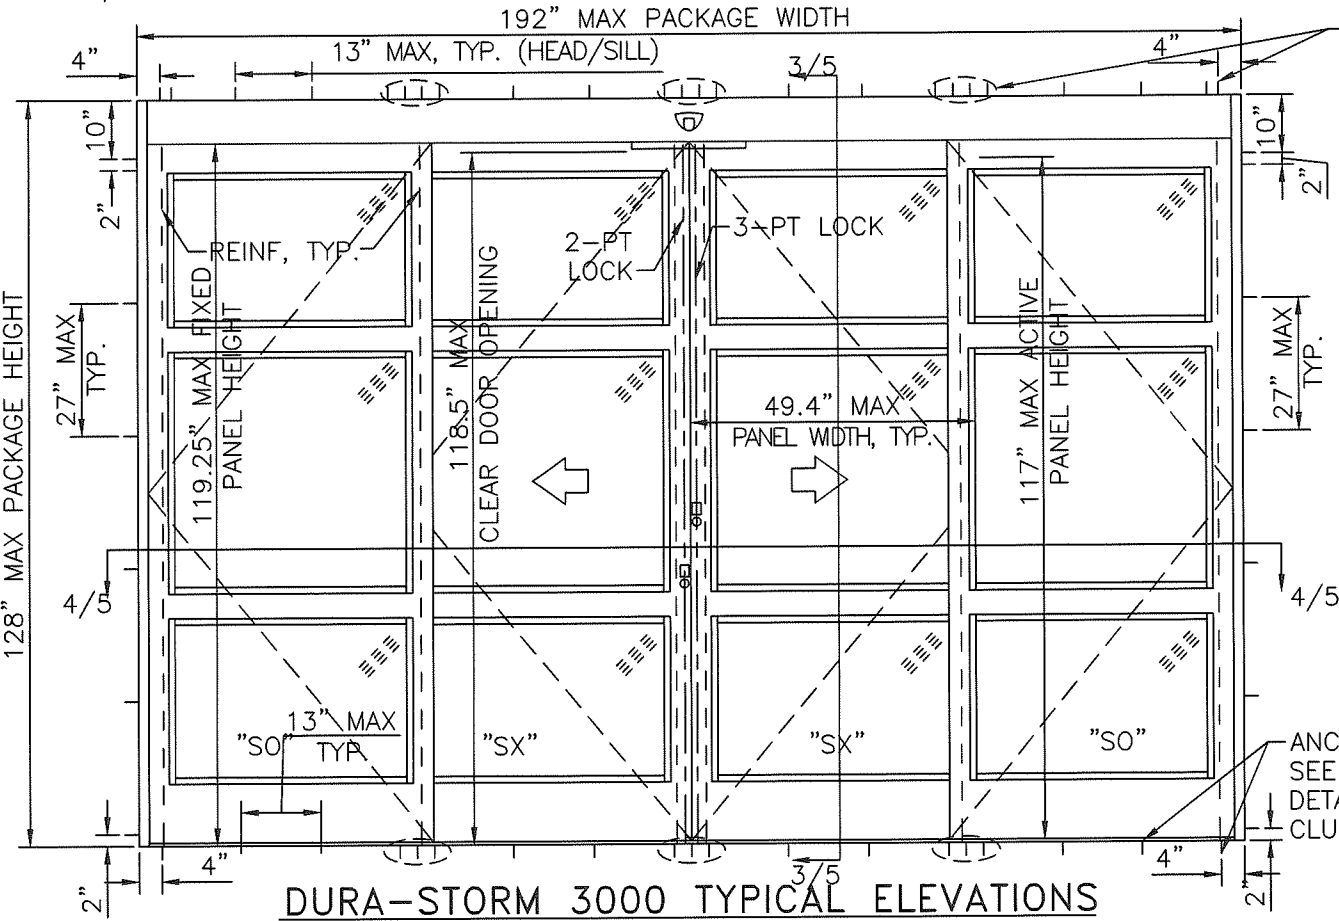 192" MAX PACKAGE WIDTH
13" MAX, TYP. (HEAD/SILL)
4"
3/5
4"
10"
10"
2"
2"
REINF, TYP.
2-PT
LOCK
3-PT LOCK
128" MAX PACKAGE HEIGHT
27" MAX
TYP.
119.25" MAX FIXED
PANEL HEIGHT
118.5" MAX
CLEAR DOOR OPENING
49.4" MAX
PANEL WIDTH, TYP.
117" MAX ACTIVE
PANEL HEIGHT
27" MAX
TYP.
4/5
4/5
"SO"
13" MAX
TYP.
"SX"
"SX"
"SO"
ANC
SEE
DETA
CLU
2"
4"
3/5
4"
2"
DURA-STORM 3000 TYPICAL ELEVATIONS